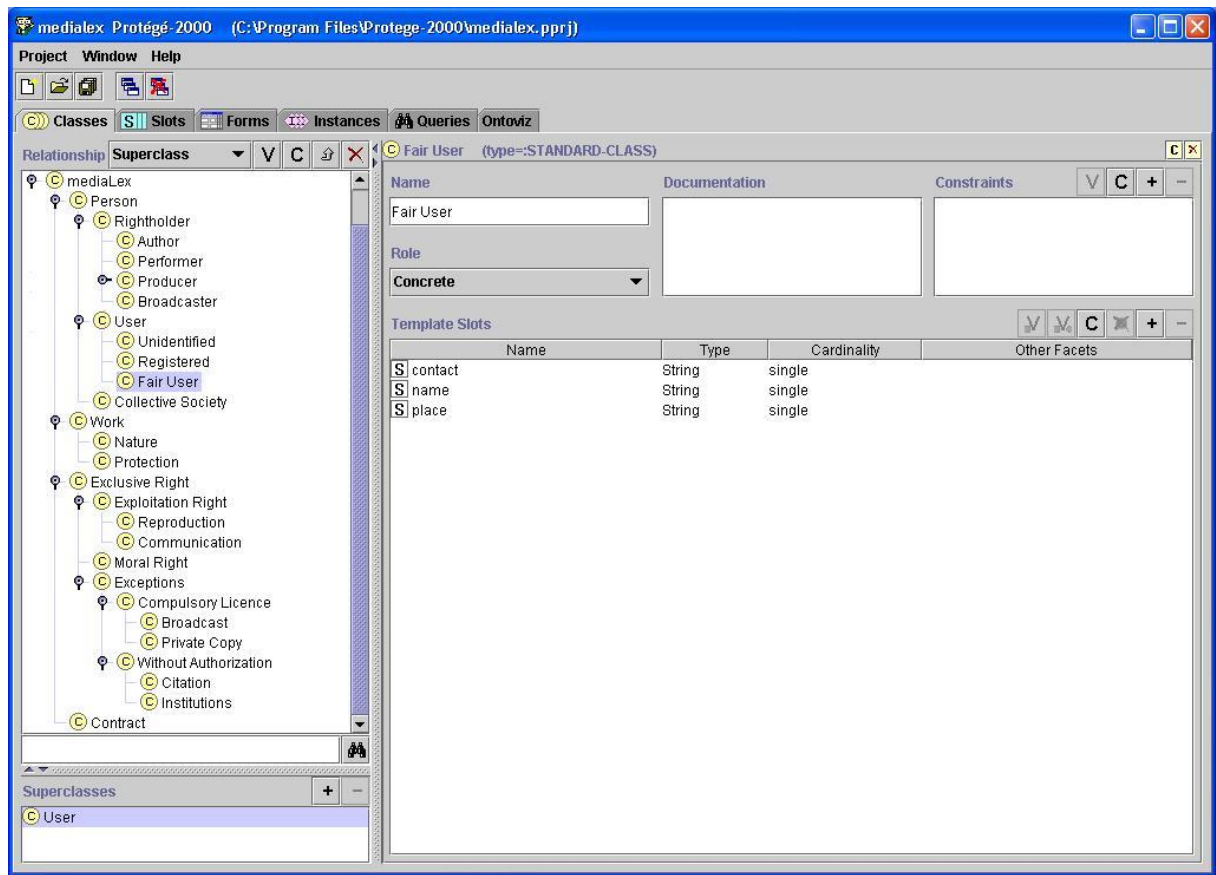 medialex Protégé-2000 (C:\Program Files\Protege-2000\medialex.pprj)
Project Window Help
C Classes S Slots Forms Instances Queries Ontoviz
Relationship Superclass V C
C mediaLex
C Person
C Rightholder
C Author
C Performer
C Producer
C Broadcaster
C User
C Unidentified
C Registered
C Fair User
C Collective Society
C Work
C Nature
C Protection
C Exclusive Right
C Exploitation Right
C Reproduction
C Communication
C Moral Right
C Exceptions
C Compulsory Licence
C Broadcast
C Private Copy
C Without Authorization
C Citation
C Institutions
C Contract
Superclasses + -
C User
C Fair User (type=:STANDARD-CLASS) C ×
Name Documentation Constraints V C + -
Fair User
Role
Concrete
Template Slots V V C + -
Name Type Cardinality Other Facets
S contact String single
S name String single
S place String single